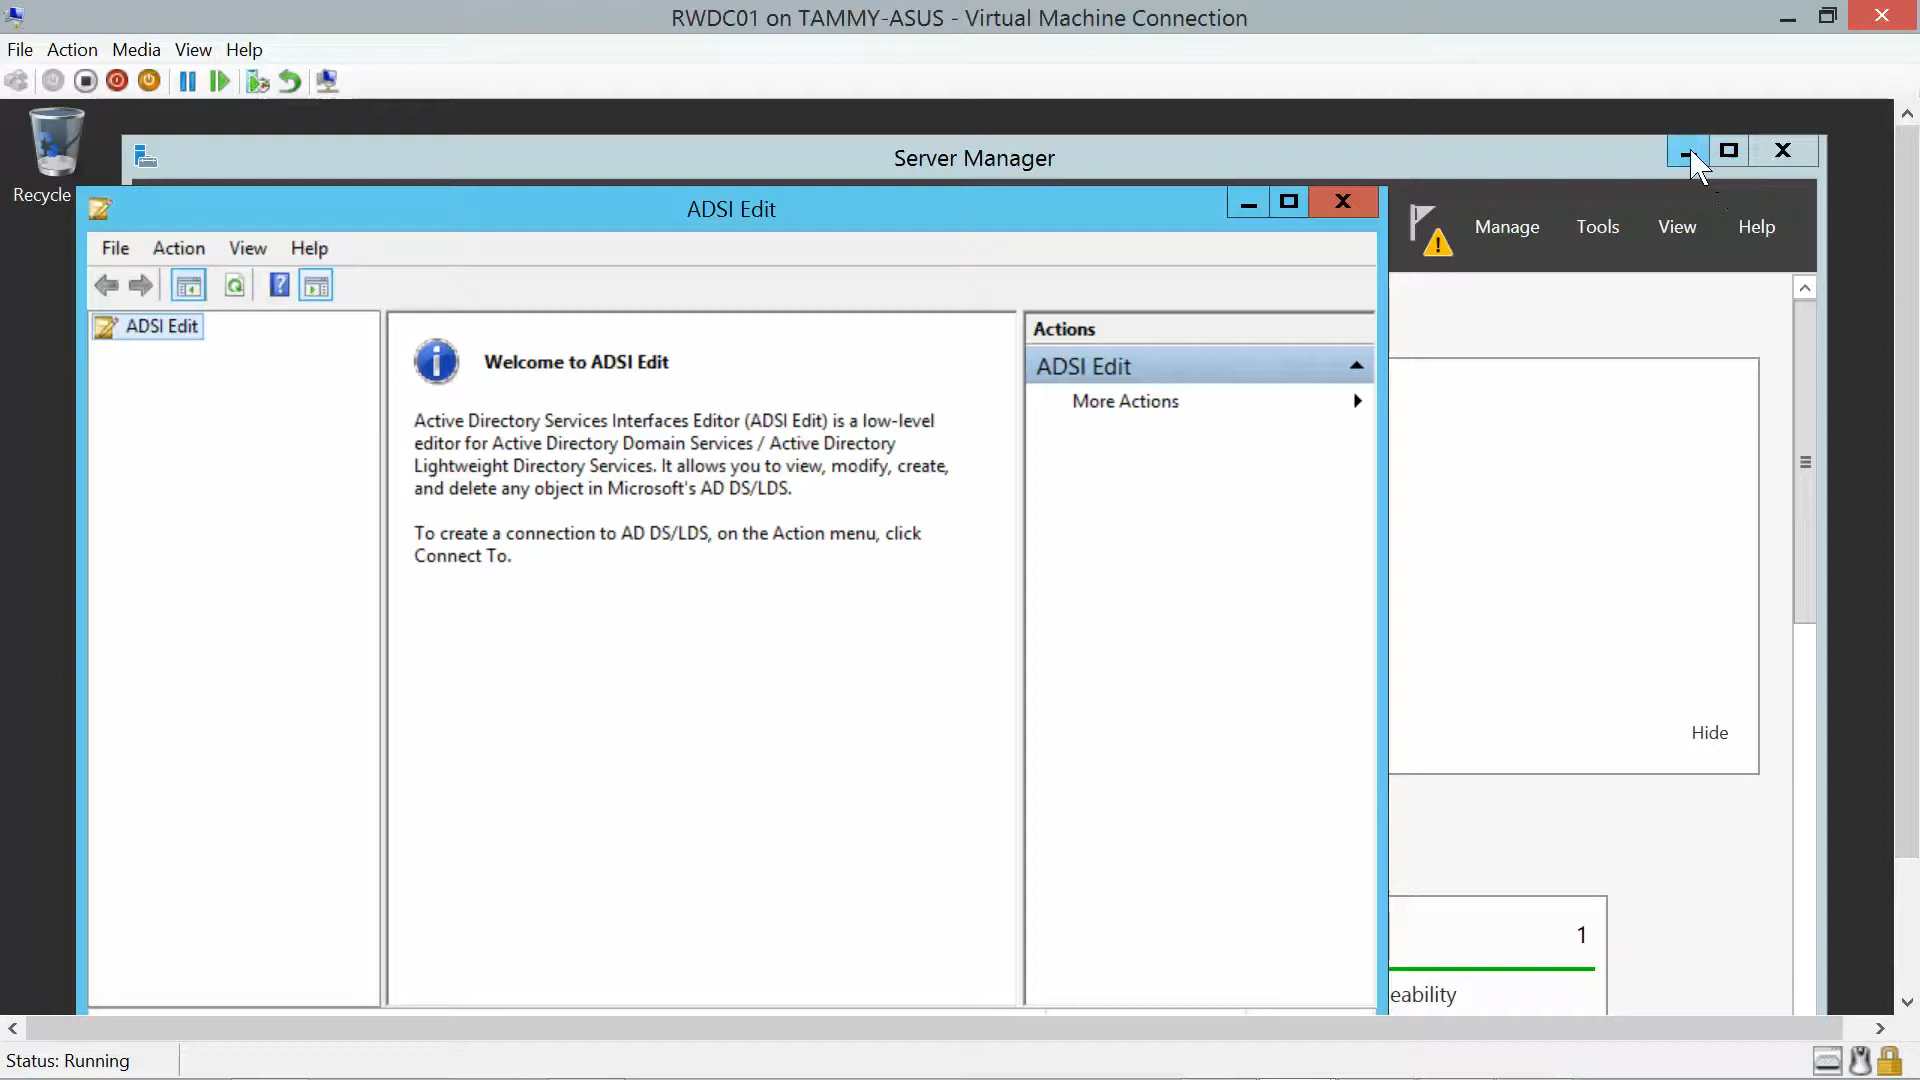 RWDC01 on TAMMY-ASUS - Virtual Machine Connection
File Action Media View Help
Recycle
Server Manager
ADSI Edit
Manage Tools View Help
File Action View Help
ADSI Edit
Welcome to ADSI Edit
Active Directory Services Interfaces Editor (ADSI Edit) is a low-level
editor for Active Directory Domain Services / Active Directory
Lightweight Directory Services. It allows you to view, modify, create,
and delete any object in Microsoft's AD DS/LDS.
To create a connection to AD DS/LDS, on the Action menu, click
Connect To.
Actions
ADSI Edit
More Actions
Hide
1
eability
Status: Running